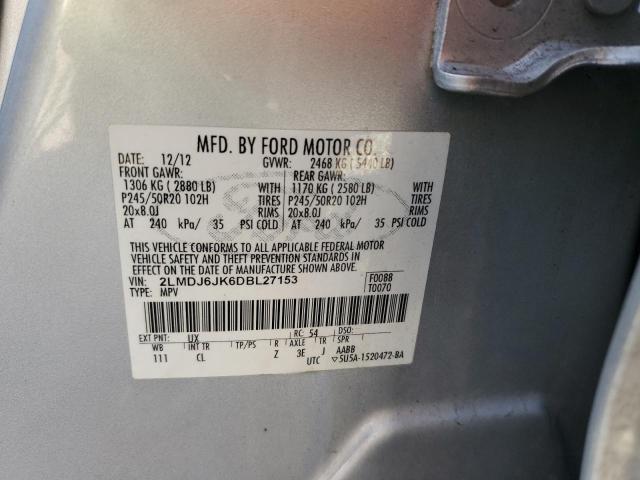 MFD. BY FORD MOTOR CO.
DATE: 12/12 GVWR: 2468 KG ( 5440 LB)
FRONT GAWR: REAR GAWR:
1306 KG ( 2880 LB) WITH 1170 KG ( 2580 LB) WITH
P245/50R20 102H TIRES P245/50R20 102H TIRES
20x8.0J RIMS 20x8.0J RIMS
AT 240 kPa/ 35 PSI COLD AT 240 kPa/ 35 PSI COLD
THIS VEHICLE CONFORMS TO ALL APPLICABLE FEDERAL MOTOR
VEHICLE SAFETY AND THEFT PREVENTION STANDARDS IN
EFFECT ON THE DATE OF MANUFACTURE SHOWN ABOVE.
VIN: 2LMDJ6JK6DBL27153 F0088
TYPE: MPV T0070
EXT PNT: UX RC: 54 DSO:
WB INT TR TP/PS R AXLE TR SPR
111 CL Z 3E J AABB
UTC ▽5U5A-1520472-BA